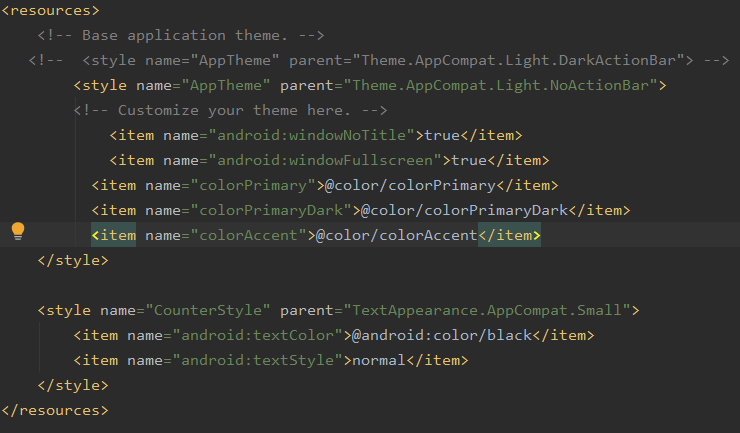 <resources>
<!-- Base application theme. -->
<!-- <style name="AppTheme" parent="Theme.AppCompat.Light.DarkActionBar"> -->
<style name="AppTheme" parent="Theme.AppCompat.Light.NoActionBar">
<!-- Customize your theme here. -->
<item name="android:windowNoTitle">true</item>
<item name="android:windowFullscreen">true</item>
<item name="colorPrimary">@color/colorPrimary</item>
<item name="colorPrimaryDark">@color/colorPrimaryDark</item>
<item name="colorAccent">@color/colorAccent</item>
</style>
<style name="CounterStyle" parent="TextAppearance.AppCompat.Small">
<item name="android:textColor">@android:color/black</item>
<item name="android:textStyle">normal</item>
</style>
</resources>